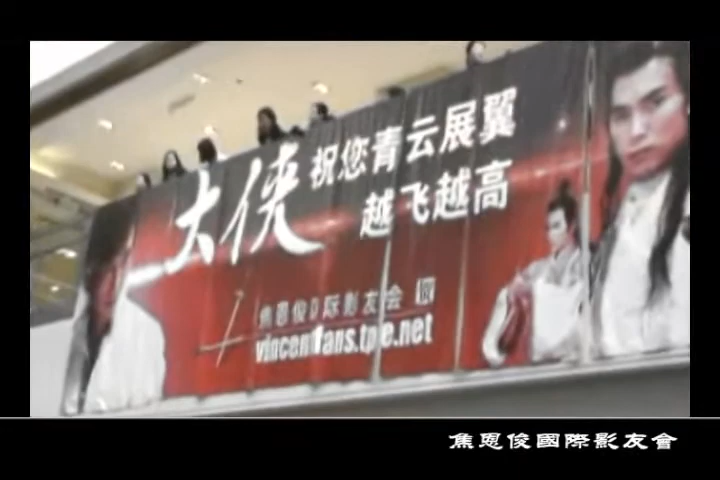 大侠
祝您青云展翼
越飞越高
焦恩俊国际影友会
vincentfans.tpe.net
焦恩俊國際影友會